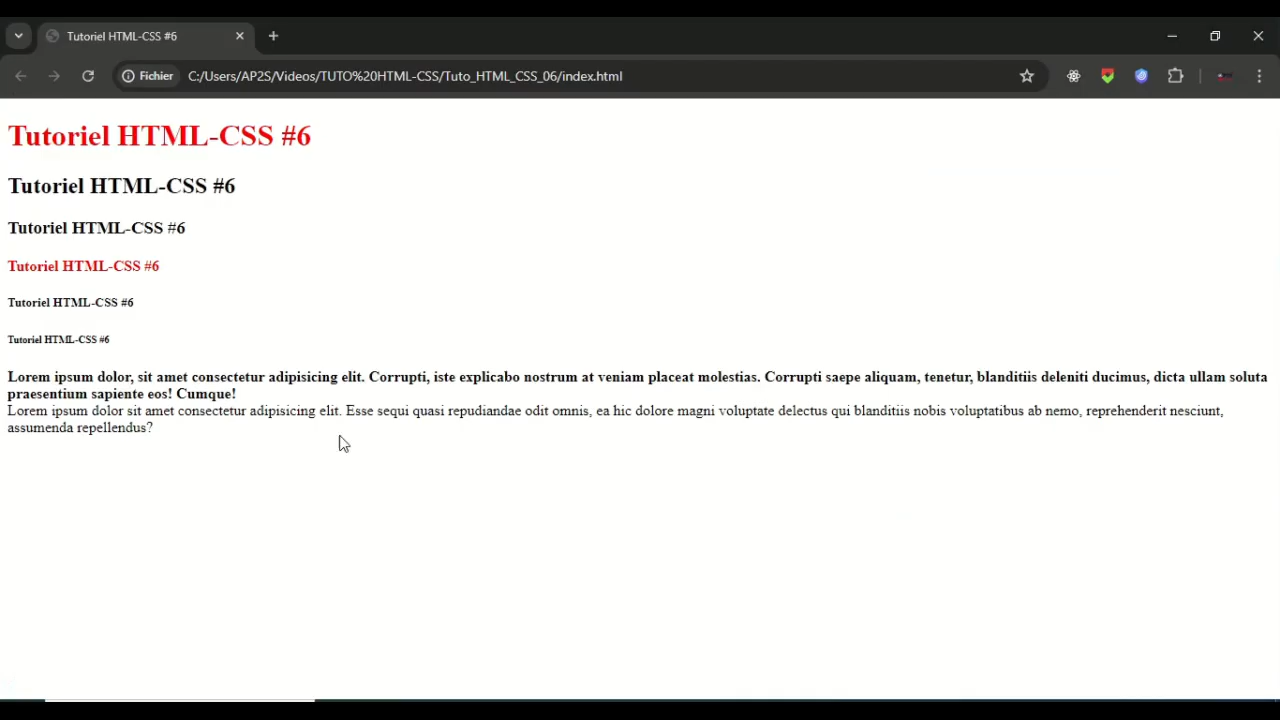 Tutoriel HTML-CSS #6
Fichier
C:/Users/AP2S/Videos/TUTO%20HTML-CSS/Tuto_HTML_CSS_06/index.html
Tutoriel HTML-CSS #6
Tutoriel HTML-CSS #6
Tutoriel HTML-CSS #6
Tutoriel HTML-CSS #6
Tutoriel HTML-CSS #6
Tutoriel HTML-CSS #6
Lorem ipsum dolor, sit amet consectetur adipisicing elit. Corrupti, iste explicabo nostrum at veniam placeat molestias. Corrupti saepe aliquam, tenetur, blanditiis deleniti ducimus, dicta ullam soluta
praesentium sapiente eos! Cumque!
Lorem ipsum dolor sit amet consectetur adipisicing elit. Esse sequi quasi repudiandae odit omnis, ea hic dolore magni voluptate delectus qui blanditiis nobis voluptatibus ab nemo, reprehenderit nesciunt,
assumenda repellendus?